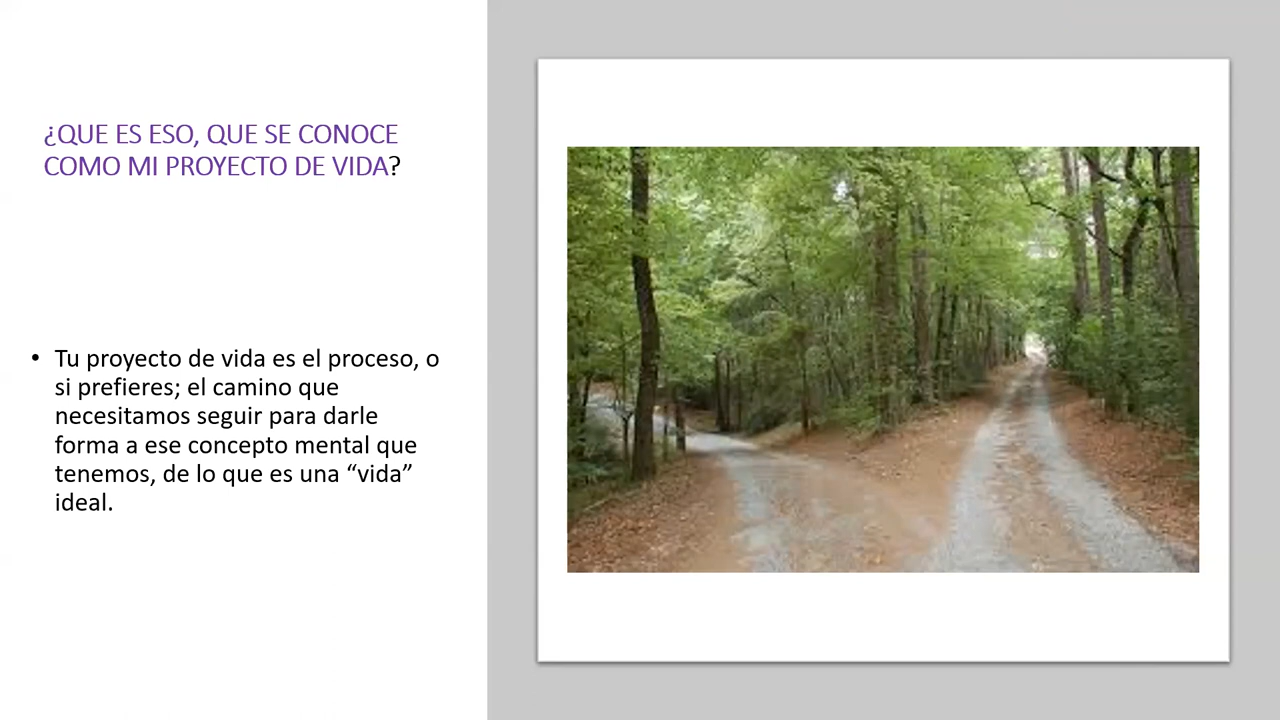 ¿QUE ES ESO, QUE SE CONOCE
COMO MI PROYECTO DE VIDA?
• Tu proyecto de vida es el proceso, o
si prefieres; el camino que
necesitamos seguir para darle
forma a ese concepto mental que
tenemos, de lo que es una “vida”
ideal.